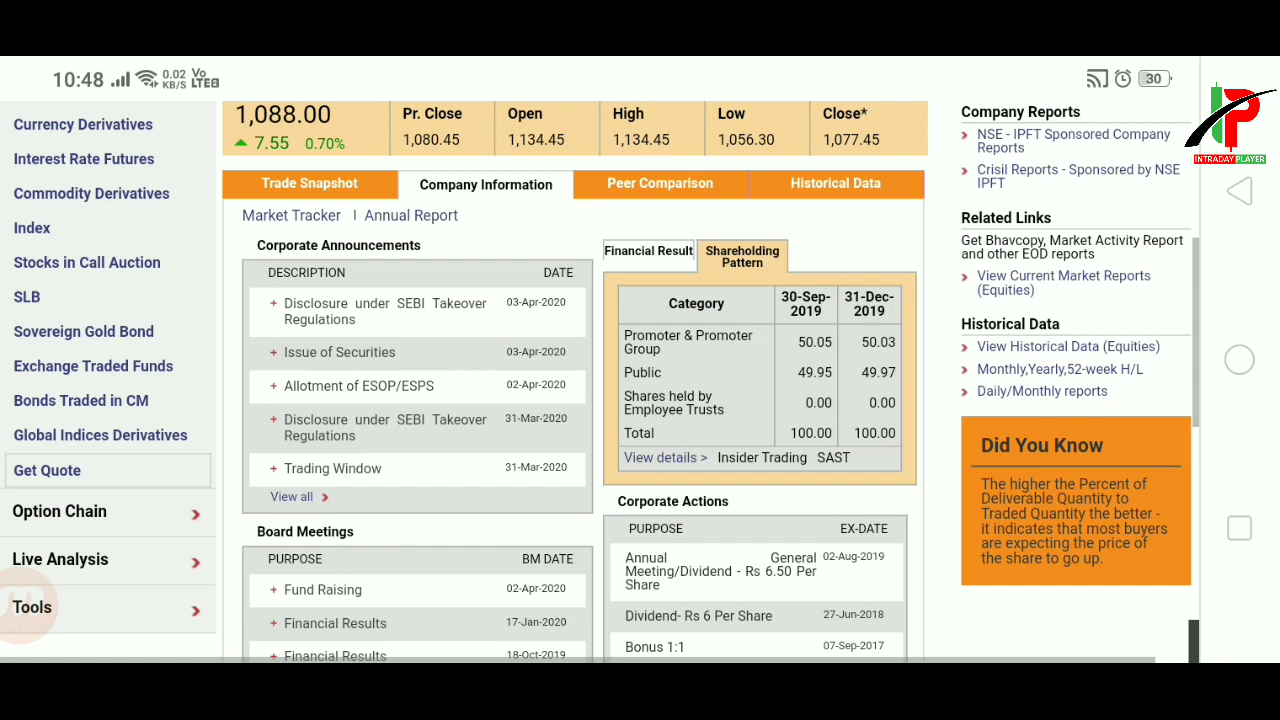 10:48
0.02
KB/S
Vo
LTE2
30
Currency Derivatives
Interest Rate Futures
Commodity Derivatives
Index
Stocks in Call Auction
SLB
Sovereign Gold Bond
Exchange Traded Funds
Bonds Traded in CM
Global Indices Derivatives
Get Quote
Option Chain
Live Analysis
Tools
1,088.00
7.55 0.70%
Pr. Close Open High Low Close*
1,080.45 1,134.45 1,134.45 1,056.30 1,077.45
Trade Snapshot Company Information Peer Comparison Historical Data
Market Tracker | Annual Report
Corporate Announcements
DESCRIPTION DATE
+ Disclosure under SEBI Takeover 03-Apr-2020
Regulations
+ Issue of Securities 03-Apr-2020
+ Allotment of ESOP/ESPS 02-Apr-2020
+ Disclosure under SEBI Takeover 31-Mar-2020
Regulations
+ Trading Window 31-Mar-2020
View all
Board Meetings
PURPOSE BM DATE
+ Fund Raising 02-Apr-2020
+ Financial Results 17-Jan-2020
+ Financial Results 18-Oct-2019
Financial Result
Shareholding
Pattern
Category
30-Sep-
2019
31-Dec-
2019
Promoter & Promoter
Group 50.05 50.03
Public 49.95 49.97
Shares held by
Employee Trusts 0.00 0.00
Total 100.00 100.00
View details > Insider Trading SAST
Corporate Actions
PURPOSE EX-DATE
Annual General 02-Aug-2019
Meeting/Dividend - Rs 6.50 Per
Share
Dividend- Rs 6 Per Share 27-Jun-2018
Bonus 1:1 07-Sep-2017
Company Reports
NSE - IPFT Sponsored Company
Reports
Crisil Reports - Sponsored by NSE
IPFT
Related Links
Get Bhavcopy, Market Activity Report
and other EOD reports
View Current Market Reports
(Equities)
Historical Data
View Historical Data (Equities)
Monthly,Yearly,52-week H/L
Daily/Monthly reports
Did You Know
The higher the Percent of
Deliverable Quantity to
Traded Quantity the better -
it indicates that most buyers
are expecting the price of
the share to go up.
IP
INTRADAY PLAYER